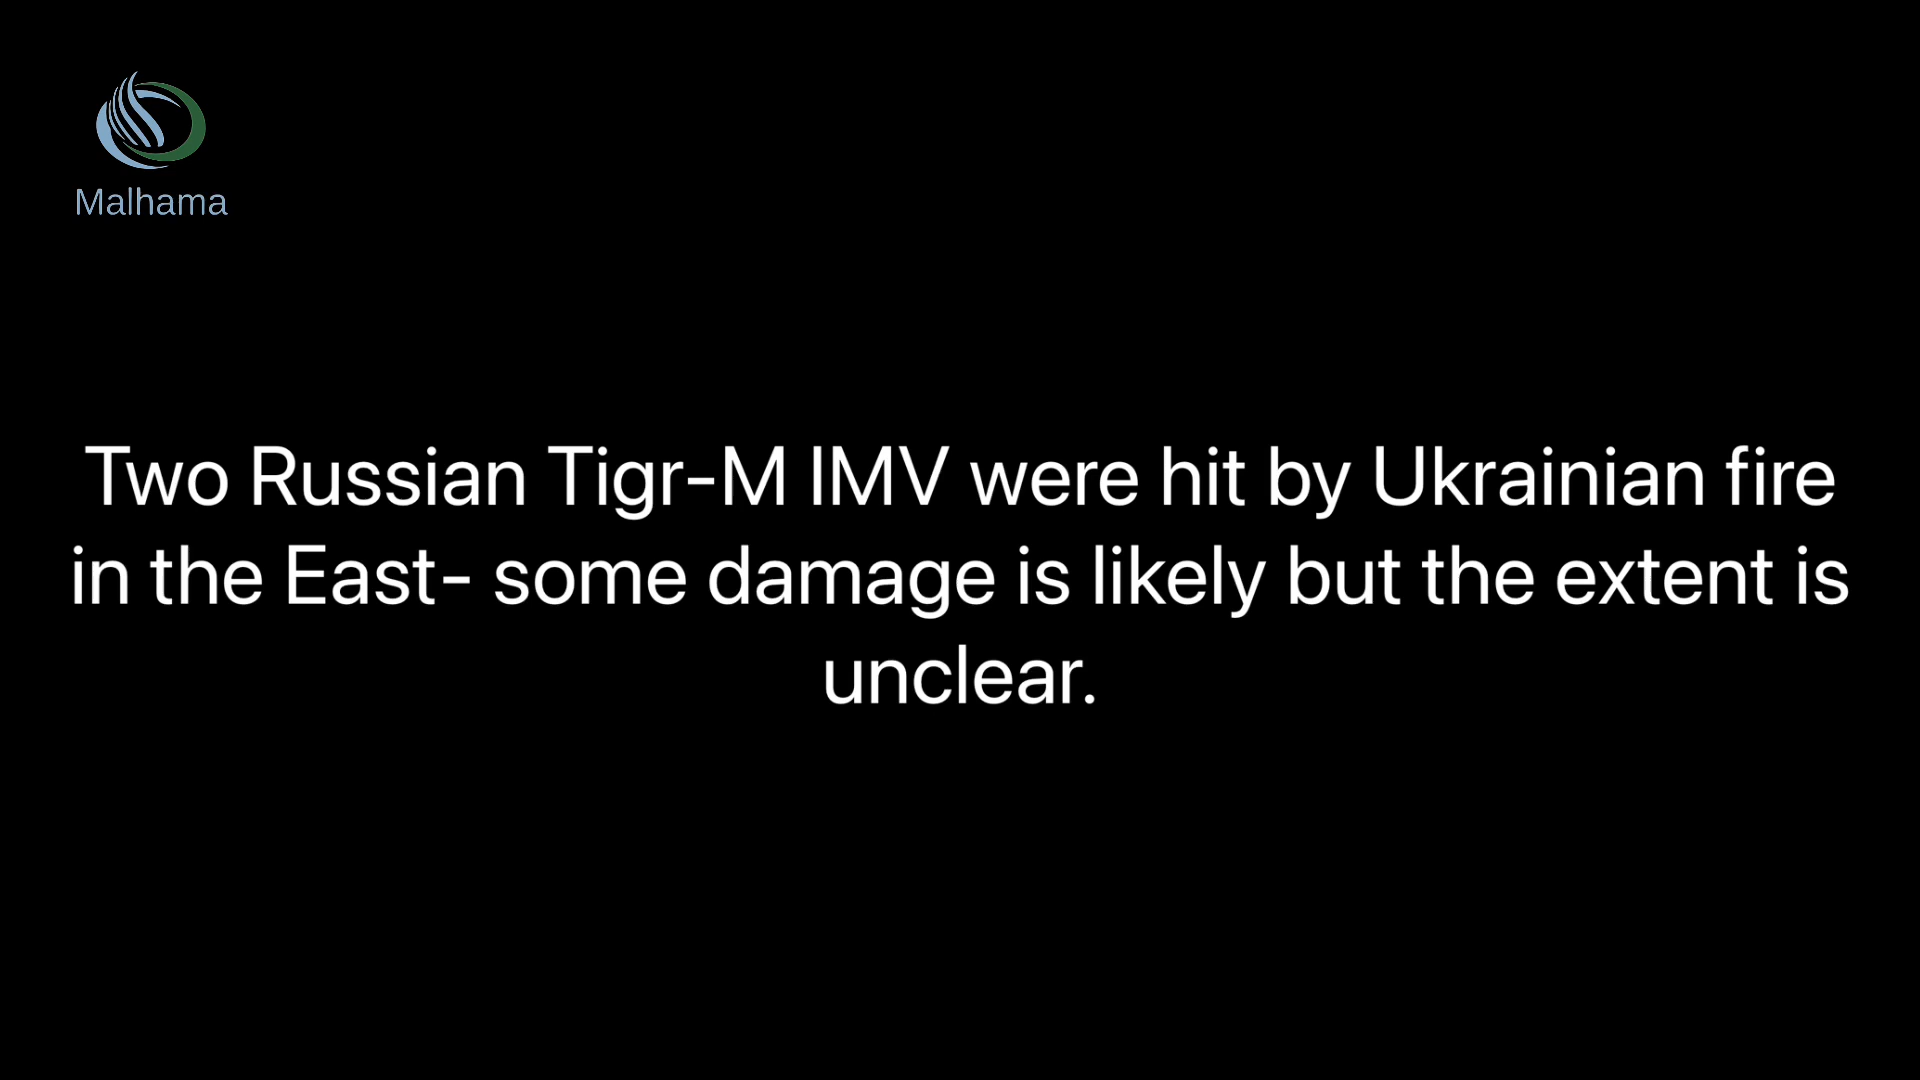 Malhama
Two Russian Tigr-M IMV were hit by Ukrainian fire
in the East- some damage is likely but the extent is
unclear.